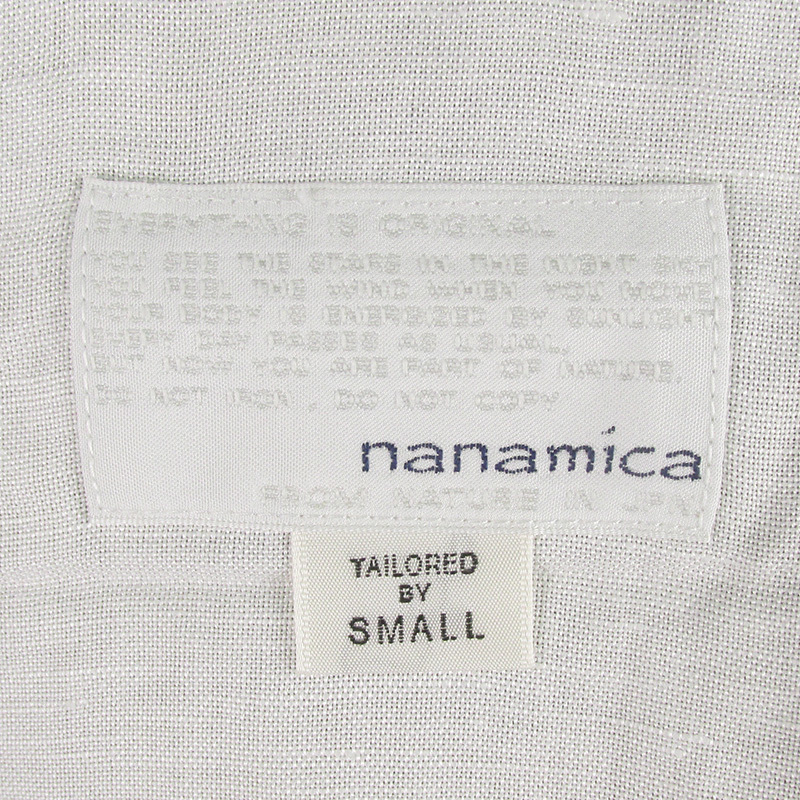 EVERYTHING IS ORIGINAL
YOU SEE THE STARS IN THE NIGHT SKY
YOU FEEL THE WIND WHEN YOU MOVE
YOUR BODY IS ENERGIZED BY SUNLIGHT
EVERY DAY PASSES AS USUAL,
BUT NOW YOU ARE PART OF NATURE.
DO NOT IRON, DO NOT COPY
nanamica
FROM NATURE IN JPN
TAILORED
BY
SMALL